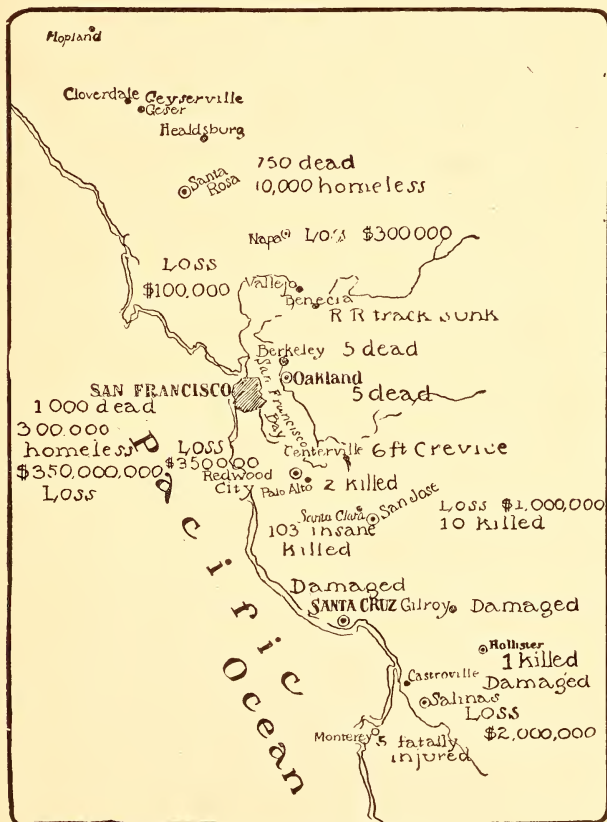 Hopland
Cloverdale Geyserville
Geser
Healdsburg
Santa Rosa
750 dead
10,000 homeless
Napa LOSS $300000
LOSS
$100,000
Vallejo
Benecia
R R track sunk
Berkeley 5 dead
Oakland
5 dead
SAN FRANCISCO
San Francisco Bay
1000 dead
300.000
homeless
$350,000,000
LOSS
LOSS
$350000
Redwood
City
Centerville 6ft Crevice
Palo Alto 2 killed
Santa Clara
San Jose
LOSS $1,000,000
10 killed
103 insane
killed
Damaged
SANTA CRUZ
Gilroy Damaged
Hollister
1 killed
Castroville Damaged
Salinas
LOSS
$2,000,000
Monterey 5 fatally
injured
Pacific
Ocean